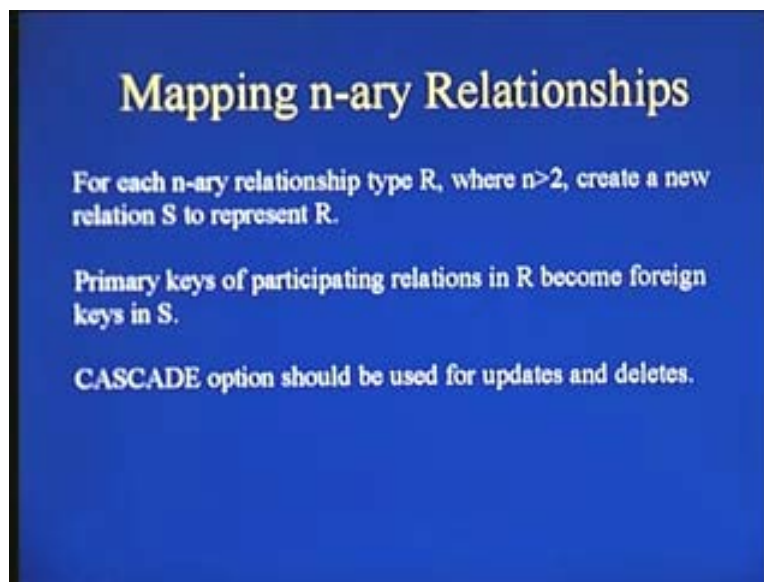 Mapping n-ary Relationships
For each n-ary relationship type R, where n>2, create a new
relation S to represent R.
Primary keys of participating relations in R become foreign
keys in S.
CASCADE option should be used for updates and deletes.